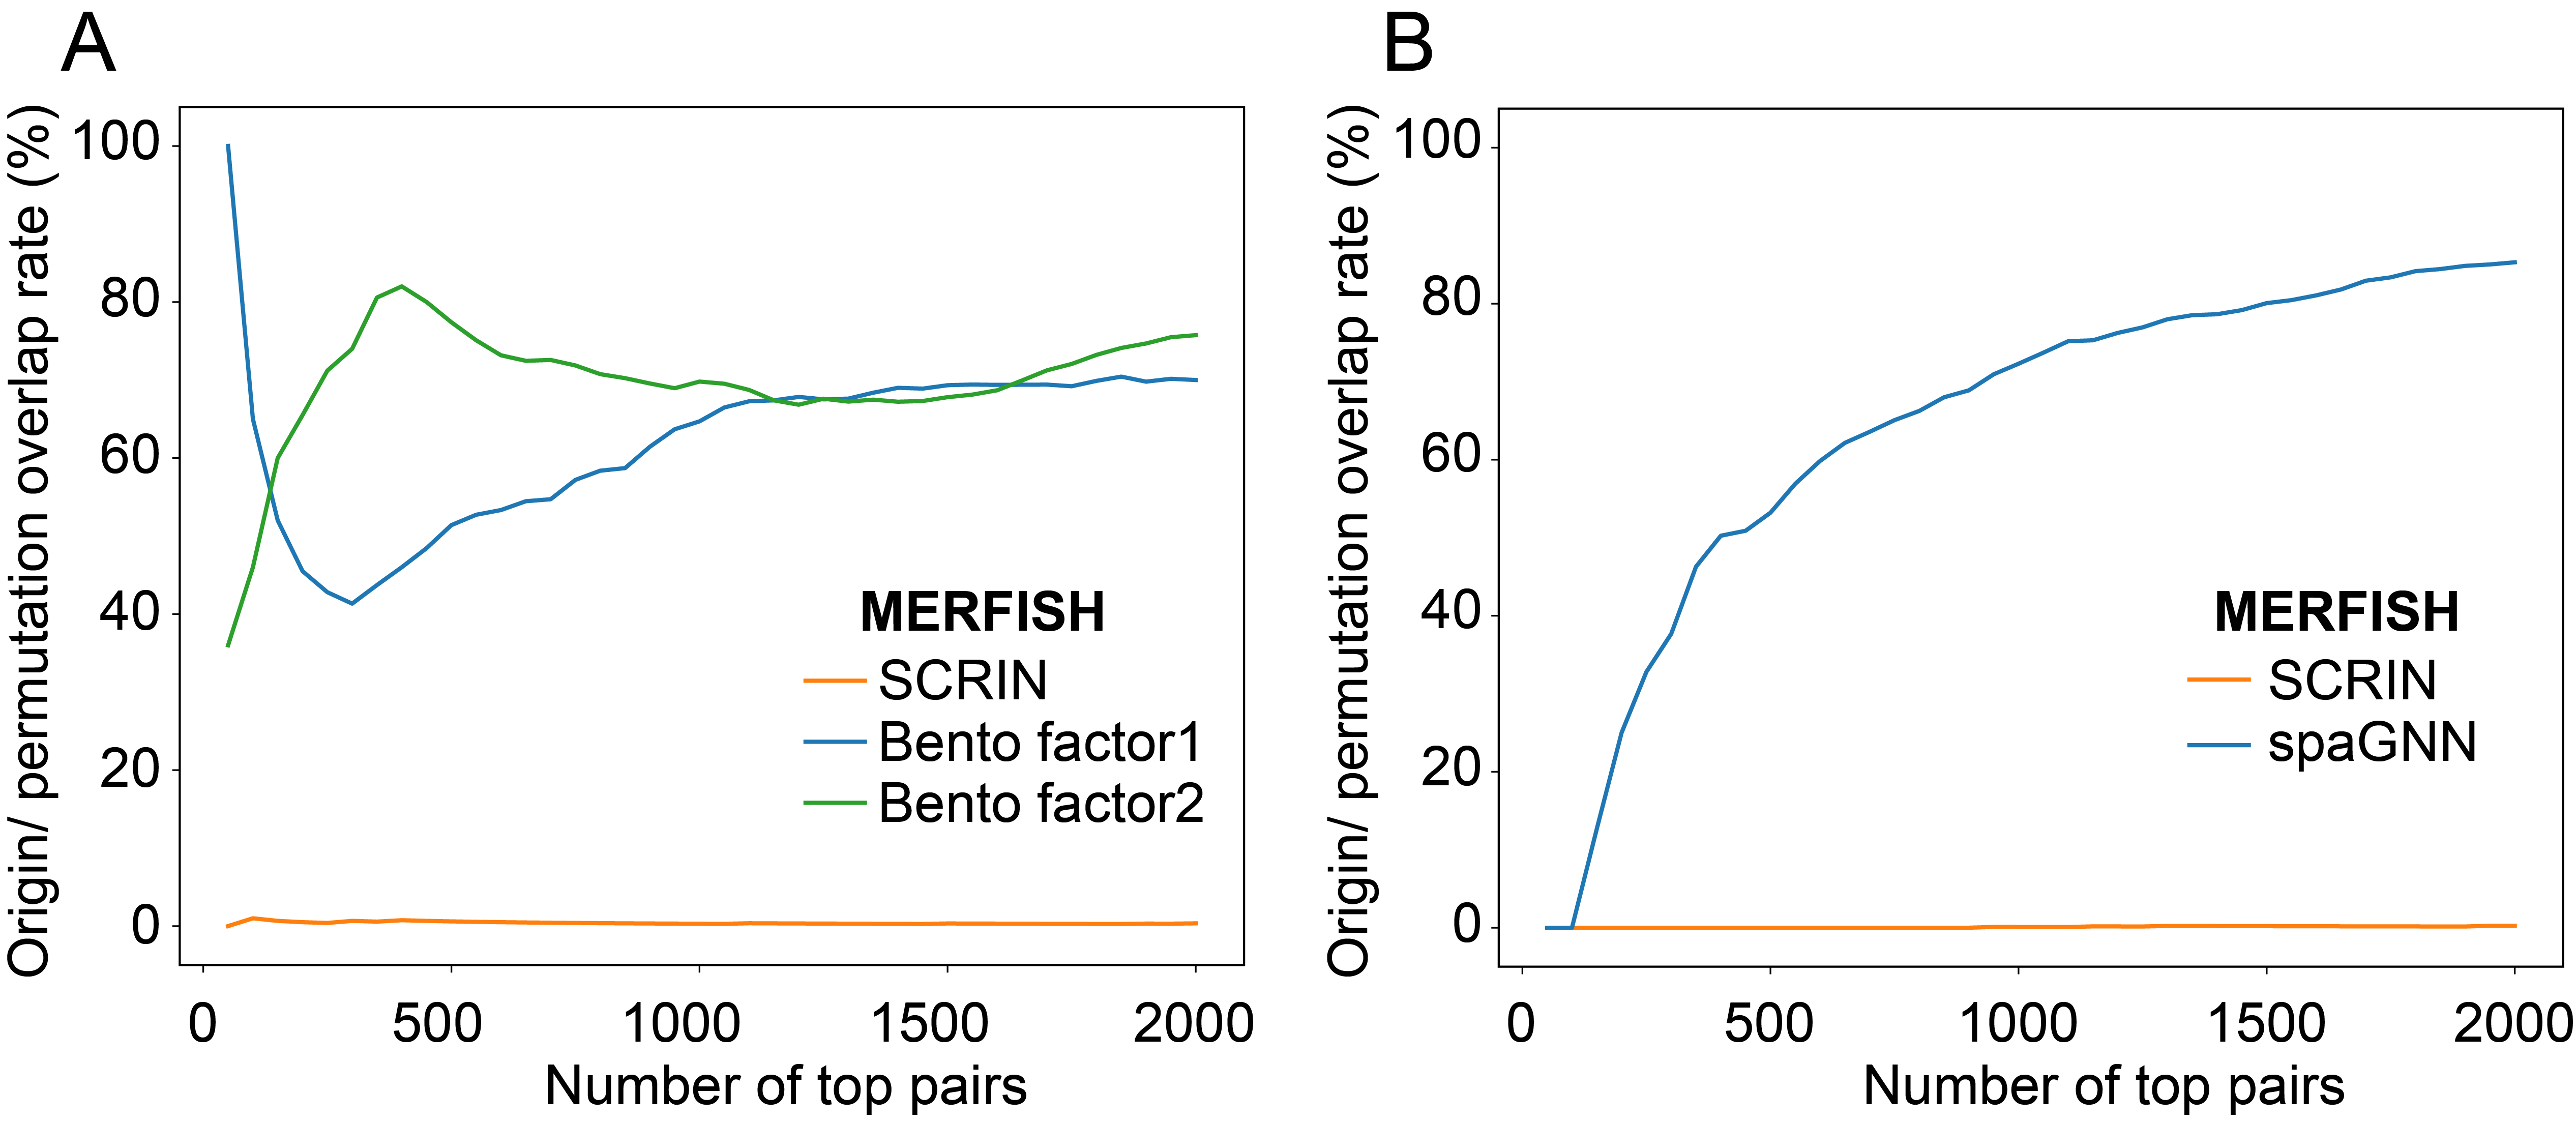 A
Origin/ permutation overlap rate (%)
100
80
60
40
20
0
MERFISH
SCRIN
Bento factor1
Bento factor2
0 500 1000 1500 2000
Number of top pairs
B
Origin/ permutation overlap rate (%)
100
80
60
40
20
0
MERFISH
SCRIN
spaGNN
0 500 1000 1500 2000
Number of top pairs